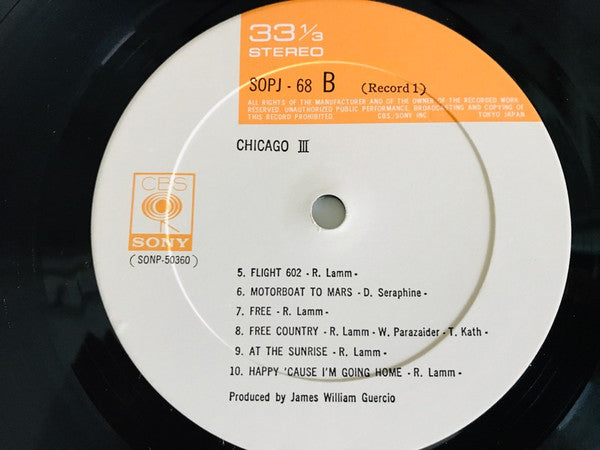 33 1/3
STEREO
SOPJ - 68 B (Record 1)
ALL RIGHTS OF THE MANUFACTURER AND OF THE OWNER OF THE RECORDED WORK
RESERVED. UNAUTHORIZED PUBLIC PERFORMANCE, BROADCASTING AND COPYING OF
THIS RECORD PROHIBITED CBS/SONY INC. TOKYO JAPAN
CHICAGO III
CBS
SONY
(SONP-50360)
5. FLIGHT 602 - R. Lamm -
6. MOTORBOAT TO MARS - D. Seraphine -
7. FREE - R. Lamm -
8. FREE COUNTRY - R. Lamm - W. Parazaider - T. Kath -
9. AT THE SUNRISE - R. Lamm -
10. HAPPY 'CAUSE I'M GOING HOME - R. Lamm -
Produced by James William Guercio